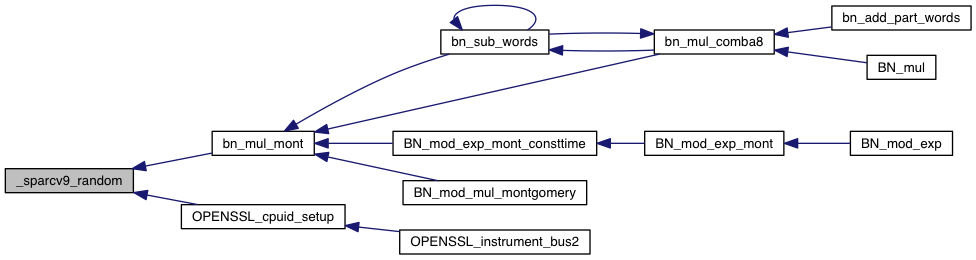 bn_add_part_words
bn_sub_words
bn_mul_comba8
BN_mul
bn_mul_mont
BN_mod_exp_mont_consttime
BN_mod_exp_mont
BN_mod_exp
_sparcv9_random
BN_mod_mul_montgomery
OPENSSL_cpuid_setup
OPENSSL_instrument_bus2